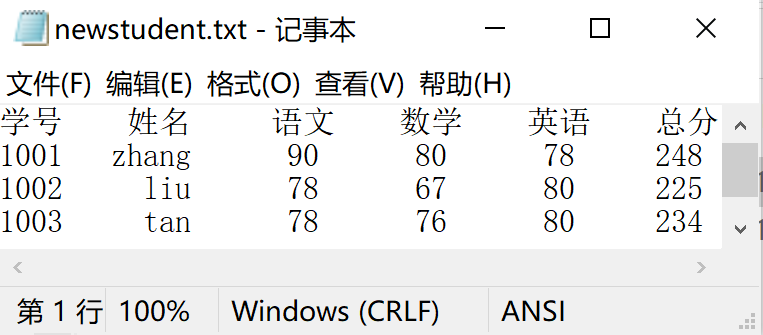 newstudent.txt - 记事本
文件(F) 编辑(E) 格式(O) 查看(V) 帮助(H)
学号 姓名 语文 数学 英语 总分
1001 zhang 90 80 78 248
1002 liu 78 67 80 225
1003 tan 78 76 80 234
第 1 行 100% Windows (CRLF) ANSI